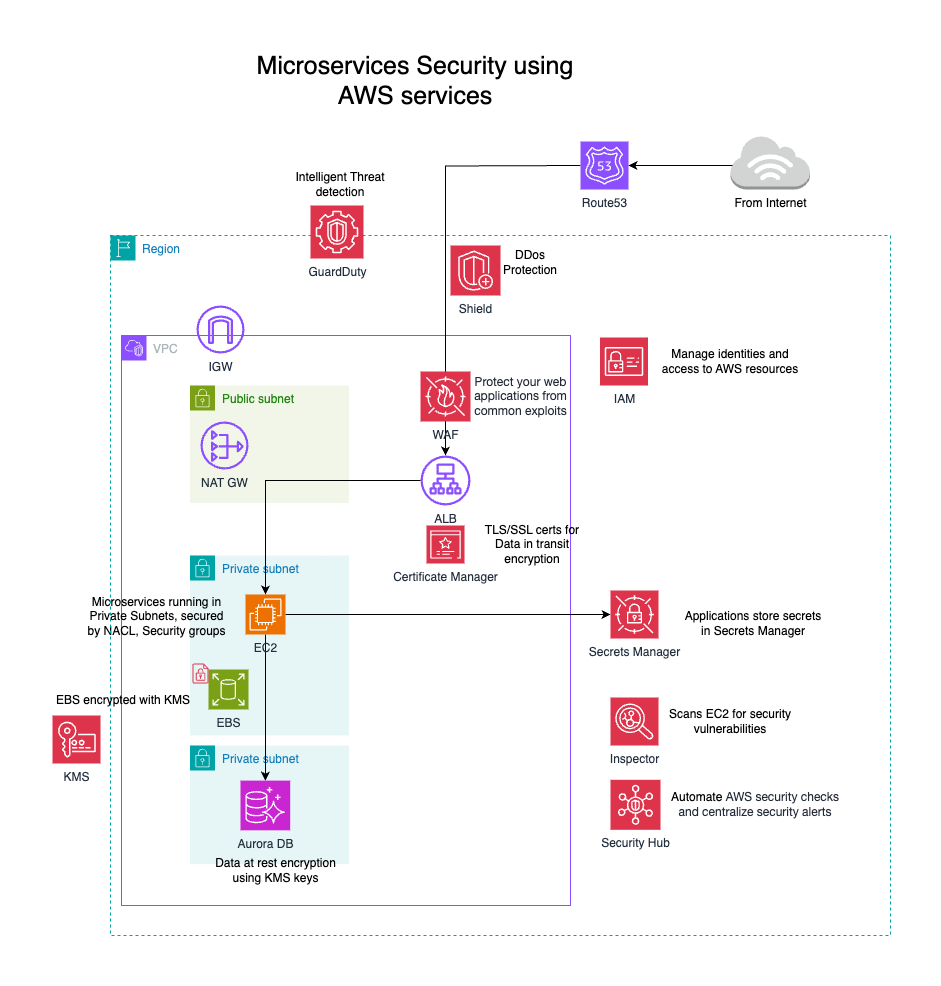 Microservices Security using
AWS services
53
Route53
From Internet
Intelligent Threat
detection
GuardDuty
Region
DDos
Protection
Shield
VPC
IGW
Public subnet
NAT GW
Protect your web
applications from
common exploits
WAF
Manage identities and
access to AWS resources
IAM
ALB
TLS/SSL certs for
Data in transit
encryption
Certificate Manager
Private subnet
Microservices running in
Private Subnets, secured
by NACL, Security groups
EC2
Applications store secrets
in Secrets Manager
Secrets Manager
EBS encrypted with KMS
EBS
KMS
Scans EC2 for security
vulnerabilities
Inspector
Private subnet
Aurora DB
Data at rest encryption
using KMS keys
Automate AWS security checks
and centralize security alerts
Security Hub